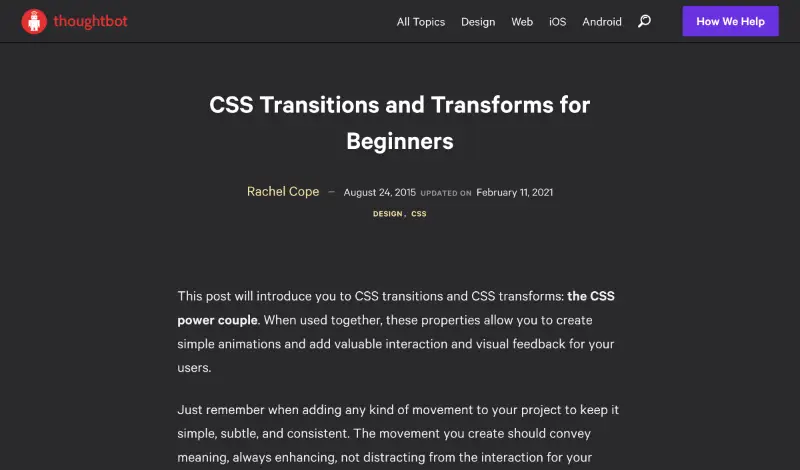 thoughtbot
All Topics Design Web iOS Android
How We Help
CSS Transitions and Transforms for
Beginners
Rachel Cope – August 24, 2015 UPDATED ON February 11, 2021
DESIGN, CSS
This post will introduce you to CSS transitions and CSS transforms: the CSS
power couple. When used together, these properties allow you to create
simple animations and add valuable interaction and visual feedback for your
users.
Just remember when adding any kind of movement to your project to keep it
simple, subtle, and consistent. The movement you create should convey
meaning, always enhancing, not distracting from the interaction for your